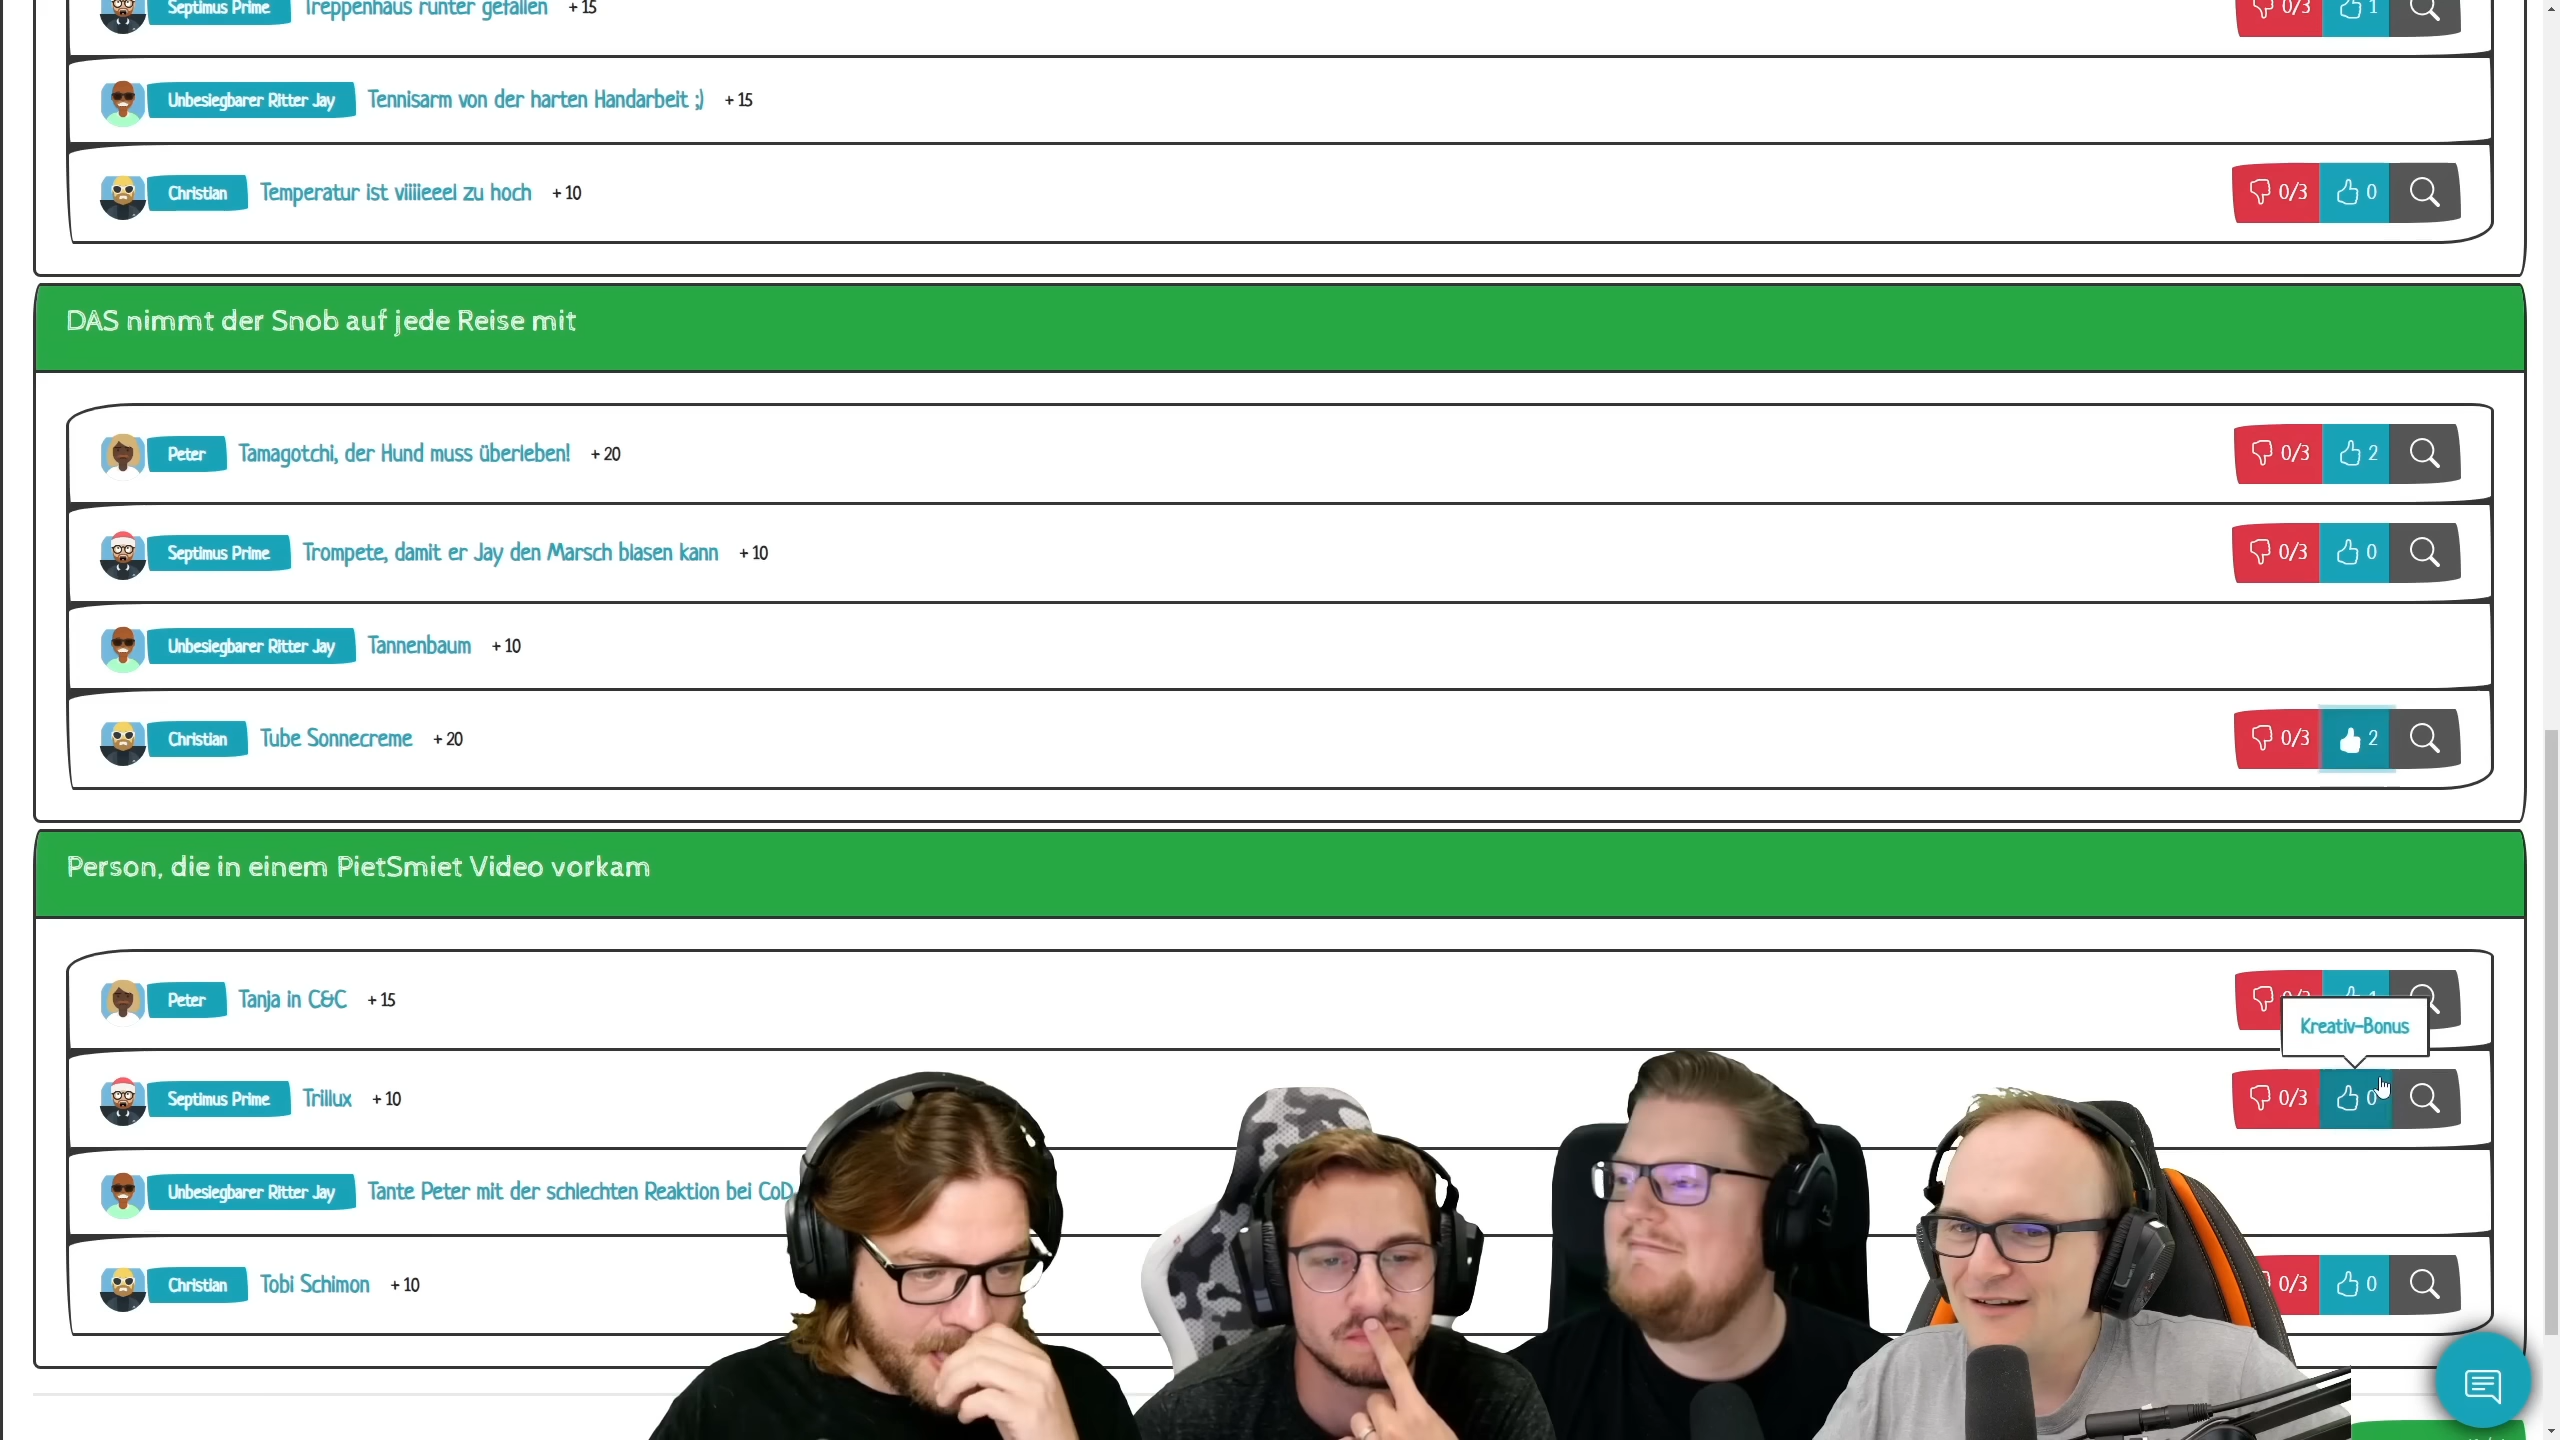 Septimus Prime Treppenhaus runter gefallen + 15 0/3 1
Unbesiegbarer Ritter Jay Tennisarm von der harten Handarbeit ;) + 15
Christian Temperatur ist viiiieeel zu hoch + 10 0/3 0
DAS nimmt der Snob auf jede Reise mit
Peter Tamagotchi, der Hund muss überleben! + 20 0/3 2
Septimus Prime Trompete, damit er Jay den Marsch blasen kann + 10 0/3 0
Unbesiegbarer Ritter Jay Tannenbaum + 10
Christian Tube Sonnecreme + 20 0/3 2
Person, die in einem PietSmiet Video vorkam
Peter Tanja in C&C + 15
Kreativ-Bonus
Septimus Prime Trillux + 10 0/3 0
Unbesiegbarer Ritter Jay Tante Peter mit der schlechten Reaktion bei CoD
Christian Tobi Schimon + 10 0/3 0